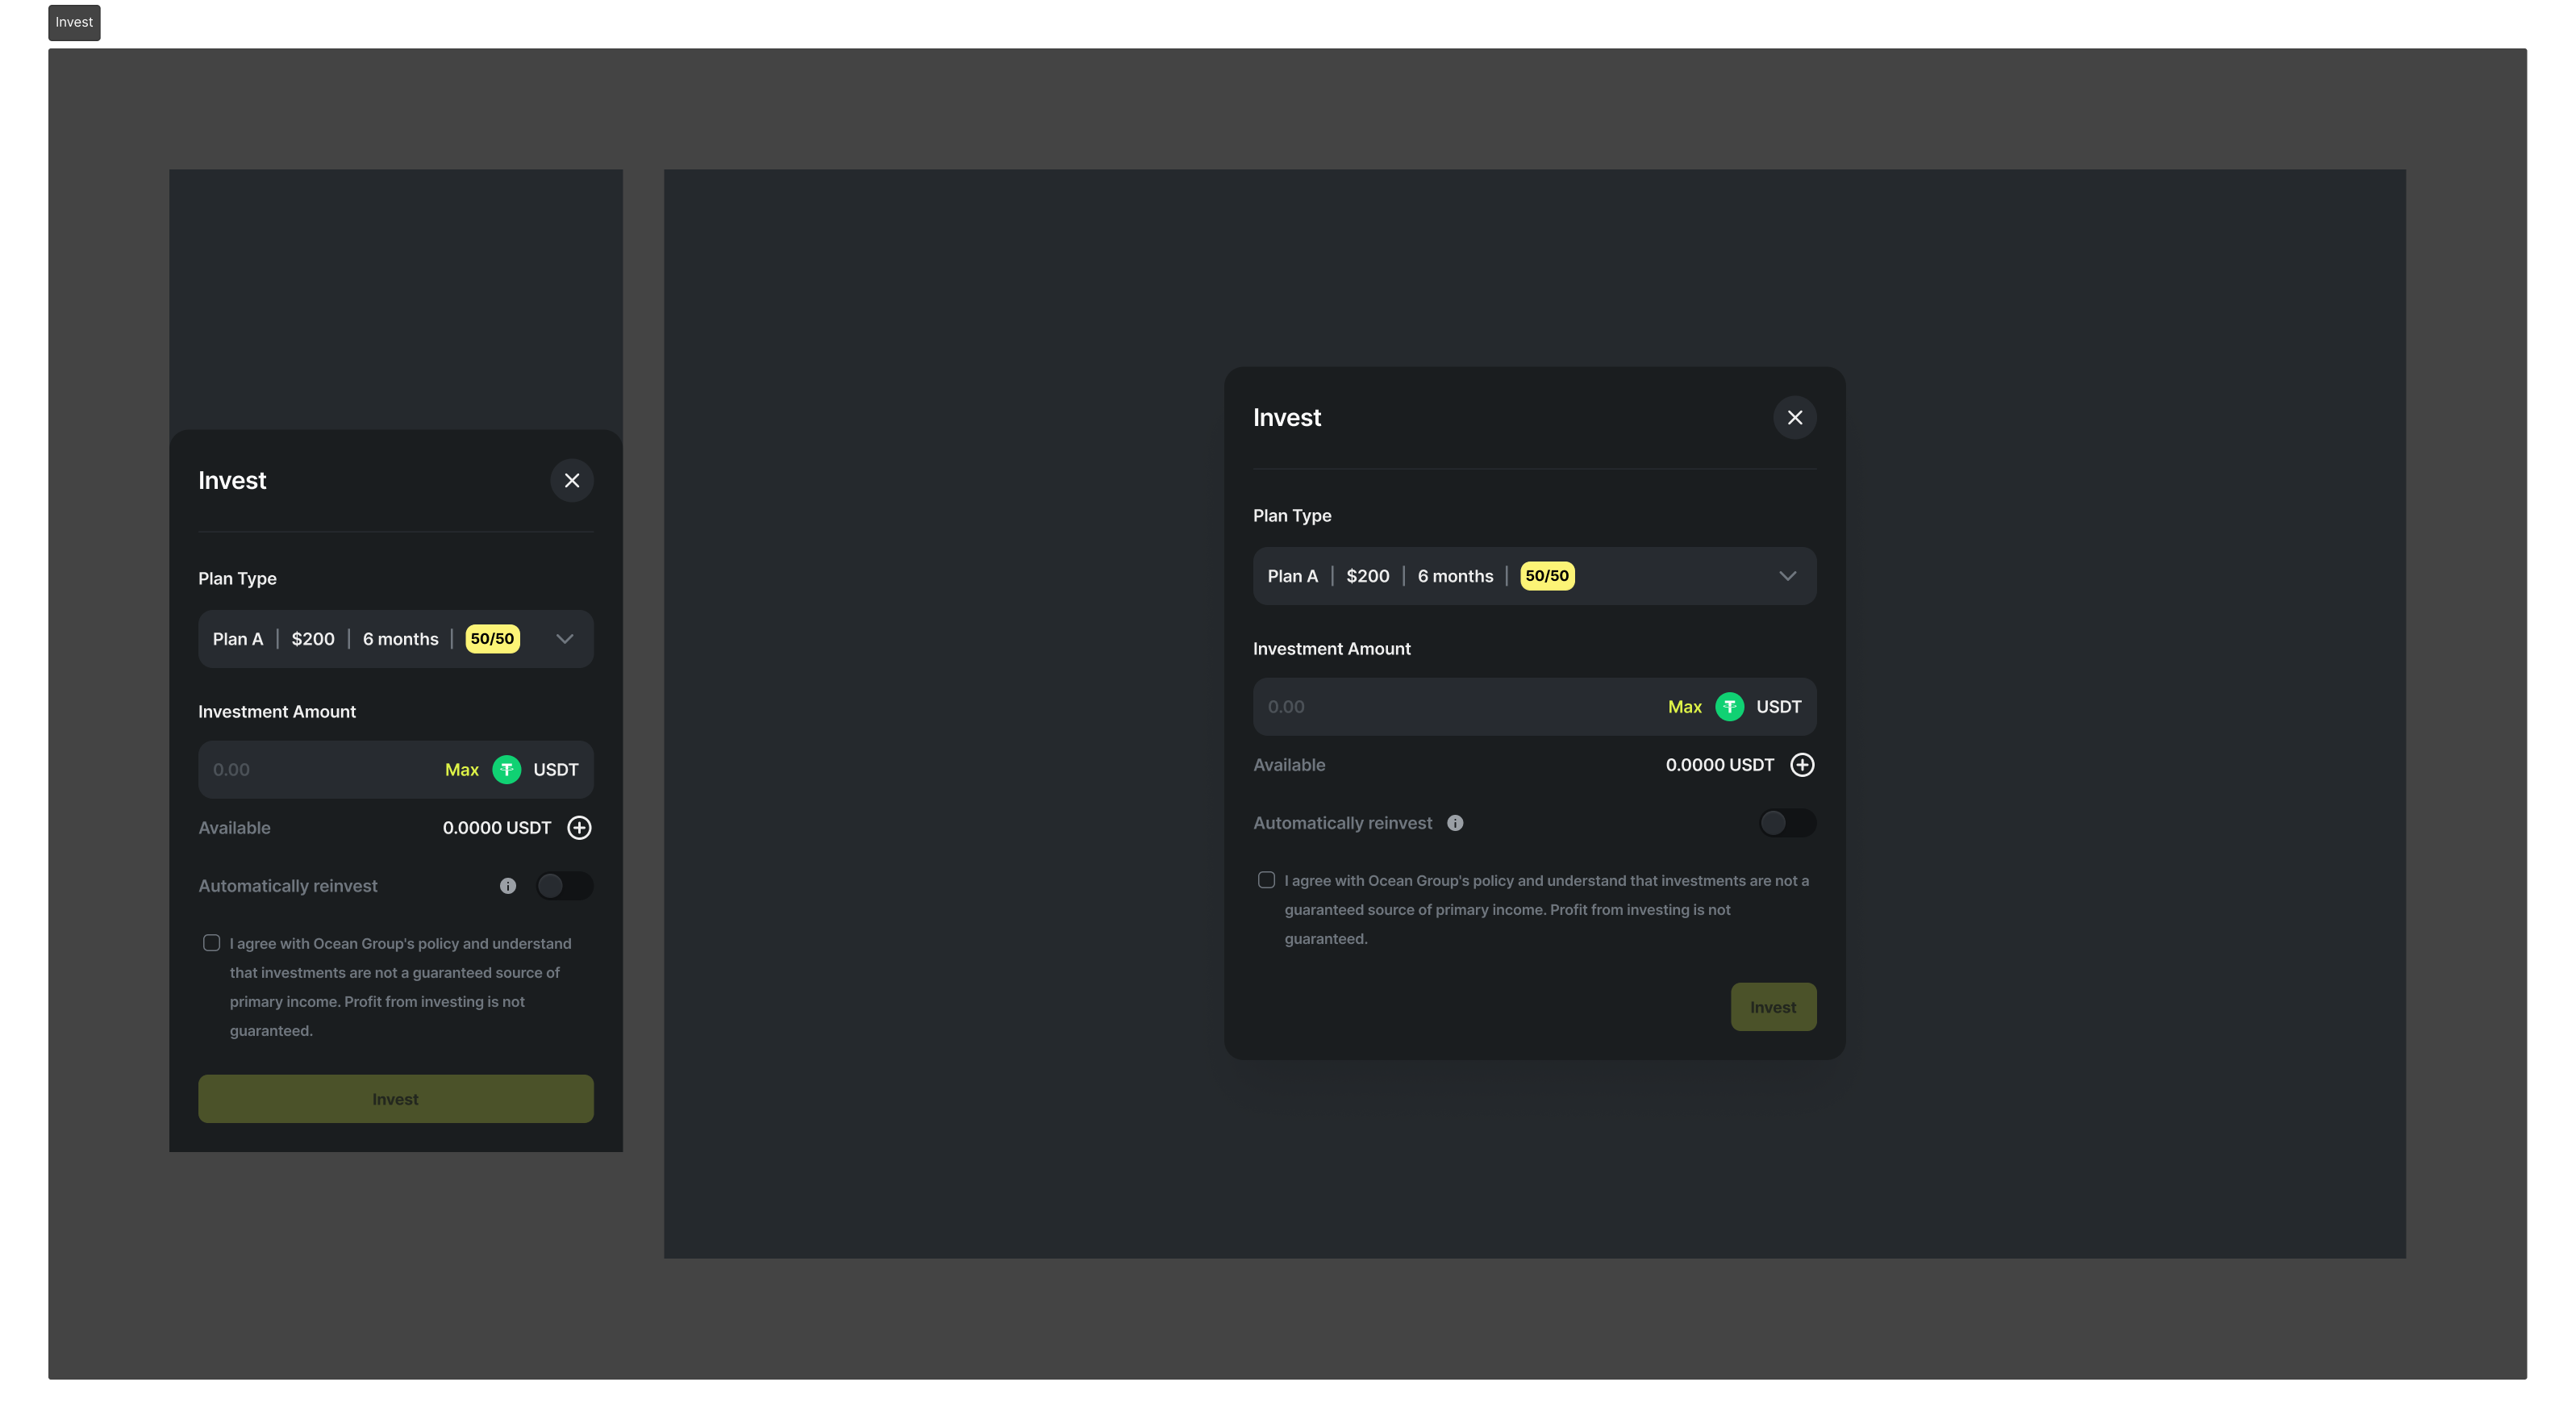 Invest
Invest
Plan Type
Plan A | $200 | 6 months | 50/50
Investment Amount
0.00 Max USDT
Available 0.0000 USDT
Automatically reinvest
I agree with Ocean Group's policy and understand
that investments are not a guaranteed source of
primary income. Profit from investing is not
guaranteed.
Invest
Invest
Plan Type
Plan A | $200 | 6 months | 50/50
Investment Amount
0.00 Max USDT
Available 0.0000 USDT
Automatically reinvest
I agree with Ocean Group's policy and understand that investments are not a
guaranteed source of primary income. Profit from investing is not
guaranteed.
Invest